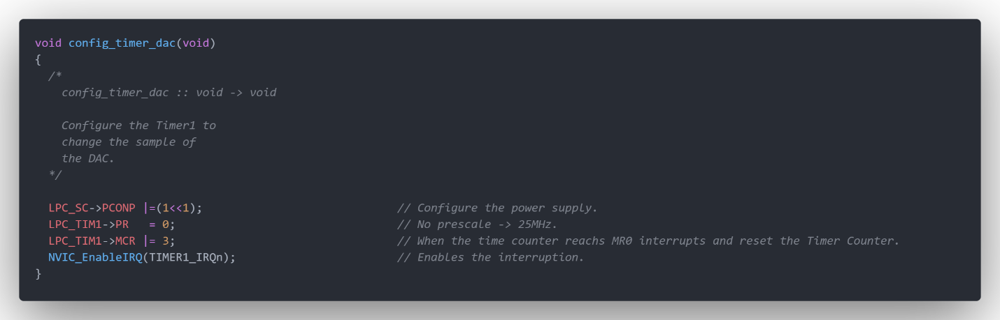 void config_timer_dac(void)
{
  /*
    config_timer_dac :: void -> void

    Configure the Timer1 to
    change the sample of
    the DAC.
  */

  LPC_SC->PCONP |=(1<<1);                             // Configure the power supply.
  LPC_TIM1->PR   = 0;                                 // No prescale -> 25MHz.
  LPC_TIM1->MCR |= 3;                                 // When the time counter reachs MR0 interrupts and reset the Timer Counter.
  NVIC_EnableIRQ(TIMER1_IRQn);                        // Enables the interruption.
}